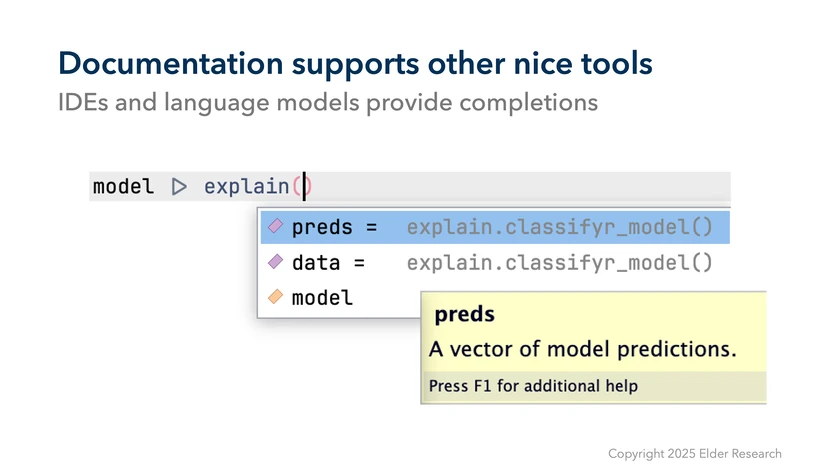 Documentation supports other nice tools
IDEs and language models provide completions
model |> explain()
preds = explain.classifyr_model()
data = explain.classifyr_model()
model
preds
A vector of model predictions.
Press F1 for additional help
Copyright 2025 Elder Research